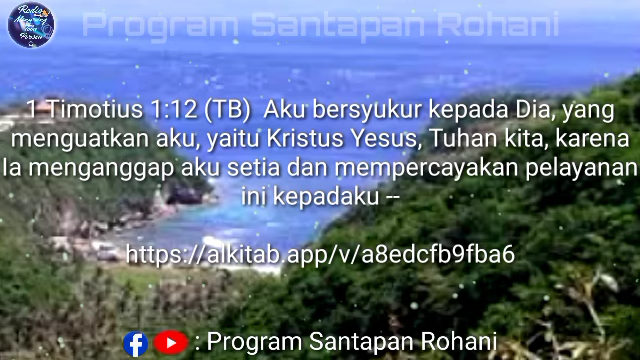 Program Santapan Rohani
1 Timotius 1:12 (TB)  Aku bersyukur kepada Dia, yang
menguatkan aku, yaitu Kristus Yesus, Tuhan kita, karena
Ia menganggap aku setia dan mempercayakan pelayanan
ini kepadaku --
https://alkitab.app/v/a8edcfb9fba6
: Program Santapan Rohani